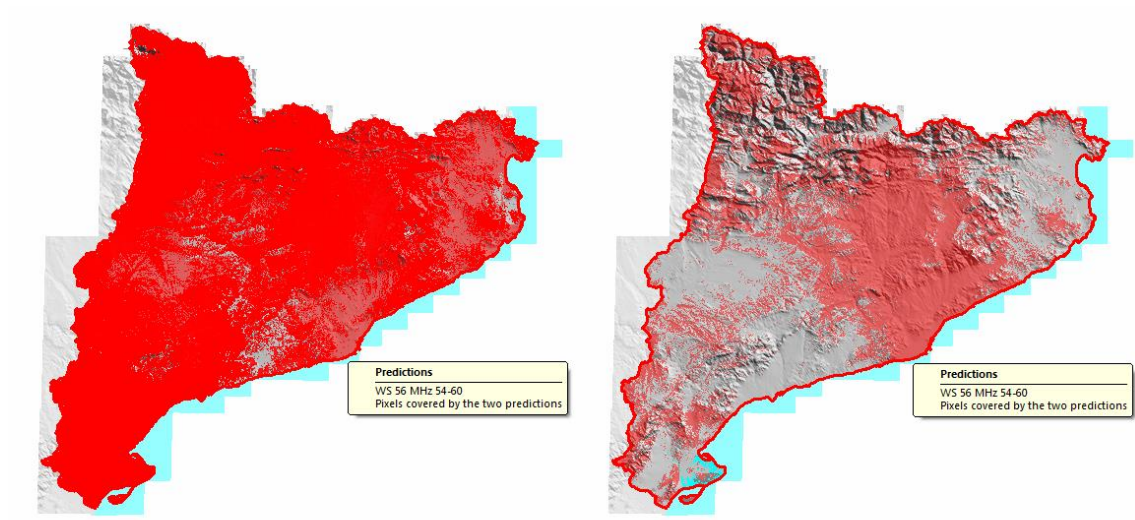 Predictions
WS 56 MHz 54-60
Pixels covered by the two predictions
Predictions
WS 56 MHz 54-60
Pixels covered by the two predictions